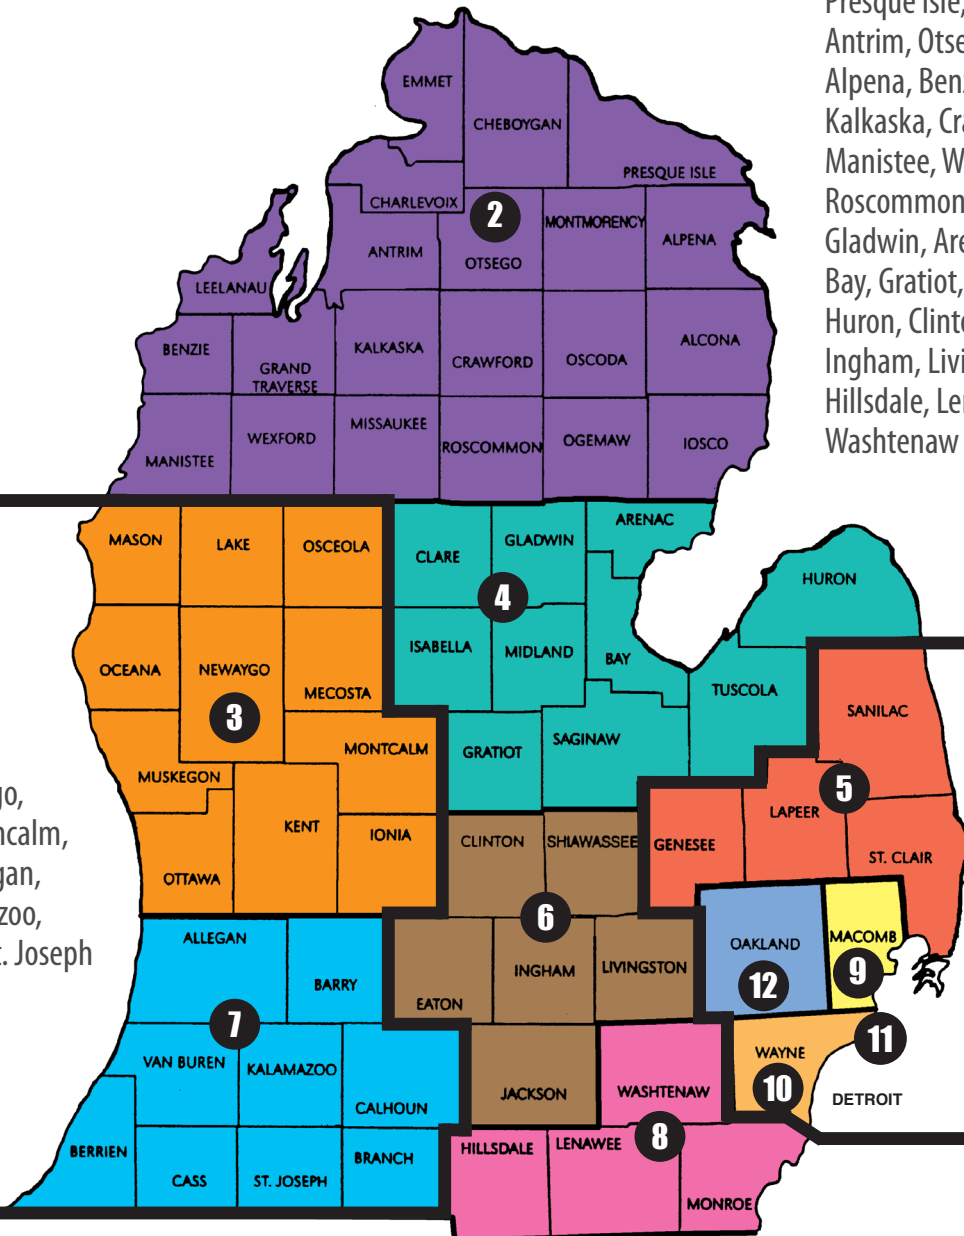 Presque Isle,
Antrim, Otse
Alpena, Ben
Kalkaska, Cra
Manistee, W
Roscommon
Gladwin, Are
Bay, Gratiot,
Huron, Clint
Ingham, Livi
Hillsdale, Le
Washtenaw
EMMET
CHEBOYGAN
PRESQUE ISLE
CHARLEVOIX
2
MONTMORENCY
ALPENA
ANTRIM
OTSEGO
LEELANAU
BENZIE
GRAND
TRAVERSE
KALKASKA
CRAWFORD
OSCODA
ALCONA
MANISTEE
WEXFORD
MISSAUKEE
ROSCOMMON
OGEMAW
IOSCO
MASON
LAKE
OSCEOLA
CLARE
GLADWIN
ARENAC
4
HURON
OCEANA
NEWAYGO
MECOSTA
ISABELLA
MIDLAND
BAY
TUSCOLA
SANILAC
3
MONTCALM
GRATIOT
SAGINAW
MUSKEGON
5
LAPEER
go,
ncalm,
gan,
zoo,
t. Joseph
KENT
IONIA
OTTAWA
CLINTON
SHIAWASSEE
GENESEE
ST. CLAIR
6
ALLEGAN
BARRY
EATON
INGHAM
LIVINGSTON
OAKLAND
12
MACOMB
9
7
VAN BUREN
KALAMAZOO
CALHOUN
JACKSON
WASHTENAW
WAYNE
10
11
DETROIT
BERRIEN
CASS
ST. JOSEPH
BRANCH
HILLSDALE
LENAWEE
8
MONROE